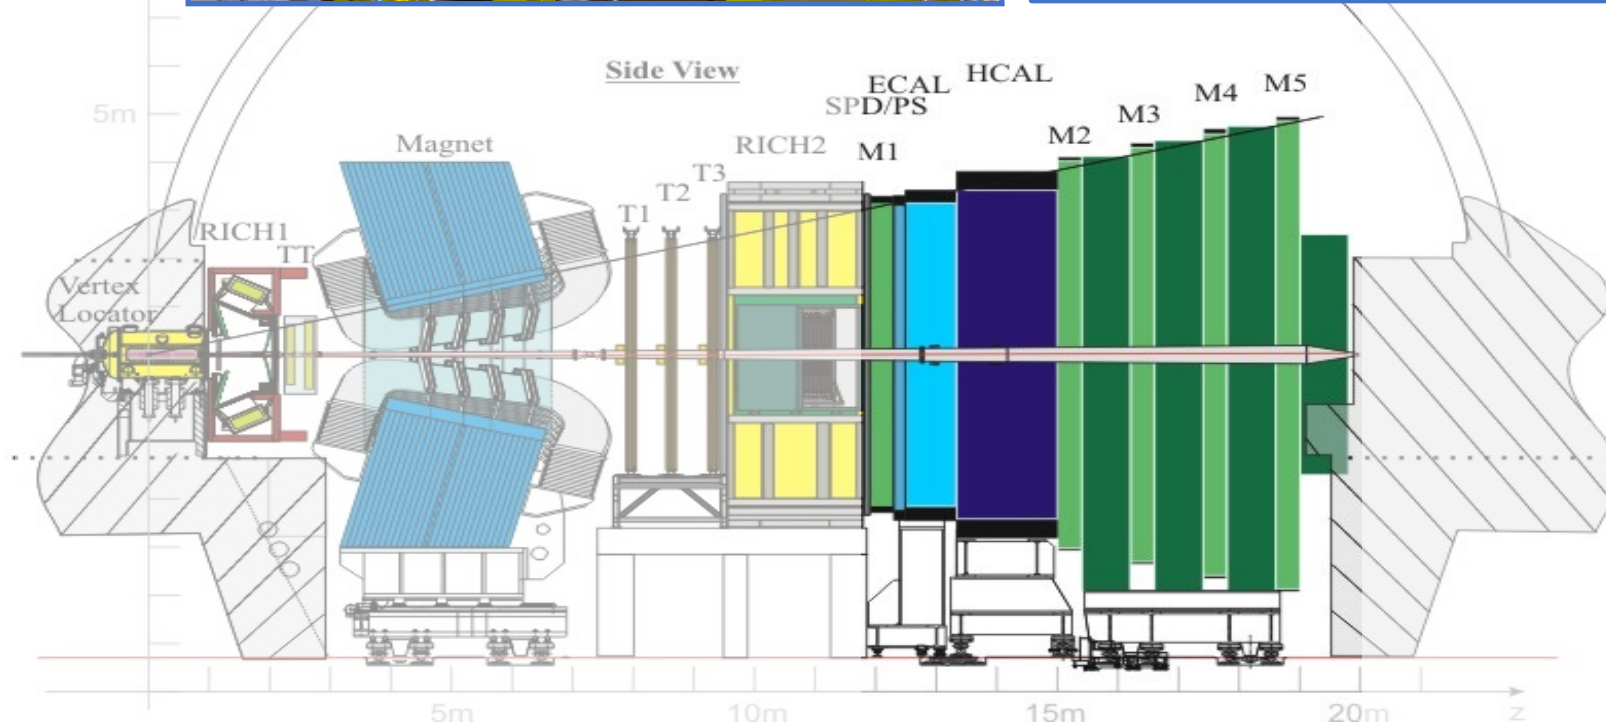 Side View
HCAL
ECAL
SPD/PS
M5
M4
M3
M2
M1
5m
Magnet
RICH2
T3
T2
T1
RICH1
TT
Vertex
Locator
5m
10m
15m
20m
z